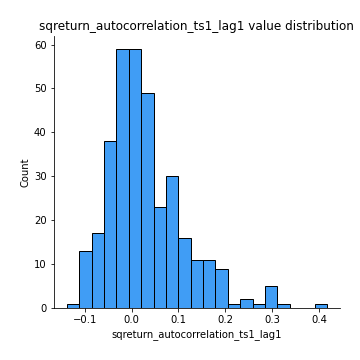 sqreturn_autocorrelation_ts1_lag1 value distribution
60
50
40
30
20
10
0
Count
−0.1 0.0 0.1 0.2 0.3 0.4
sqreturn_autocorrelation_ts1_lag1